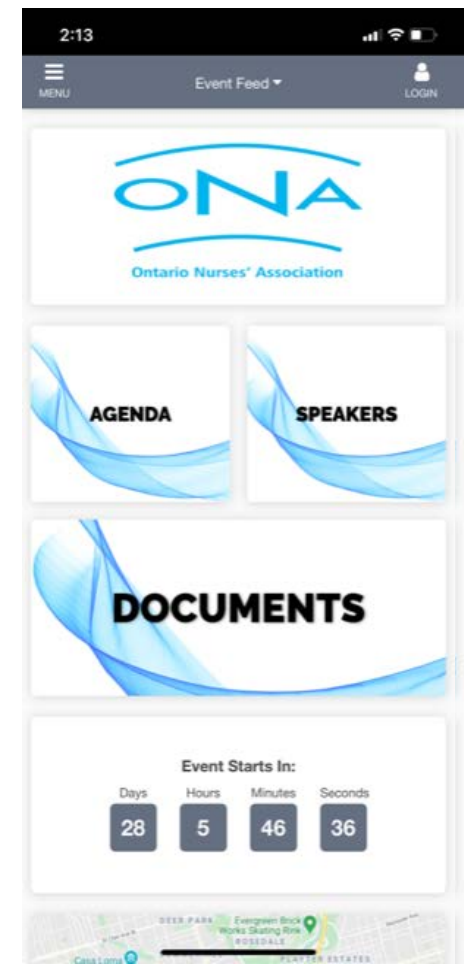 2:13
MENU
Event Feed
LOGIN
ONA
Ontario Nurses' Association
AGENDA
SPEAKERS
DOCUMENTS
Event Starts In:
Days Hours Minutes Seconds
28 5 46 36
DEER PARK
Evergreen Brick
Works Skating Rink
ROSEDALE
Casa Loma
PLAYTER ESTATES